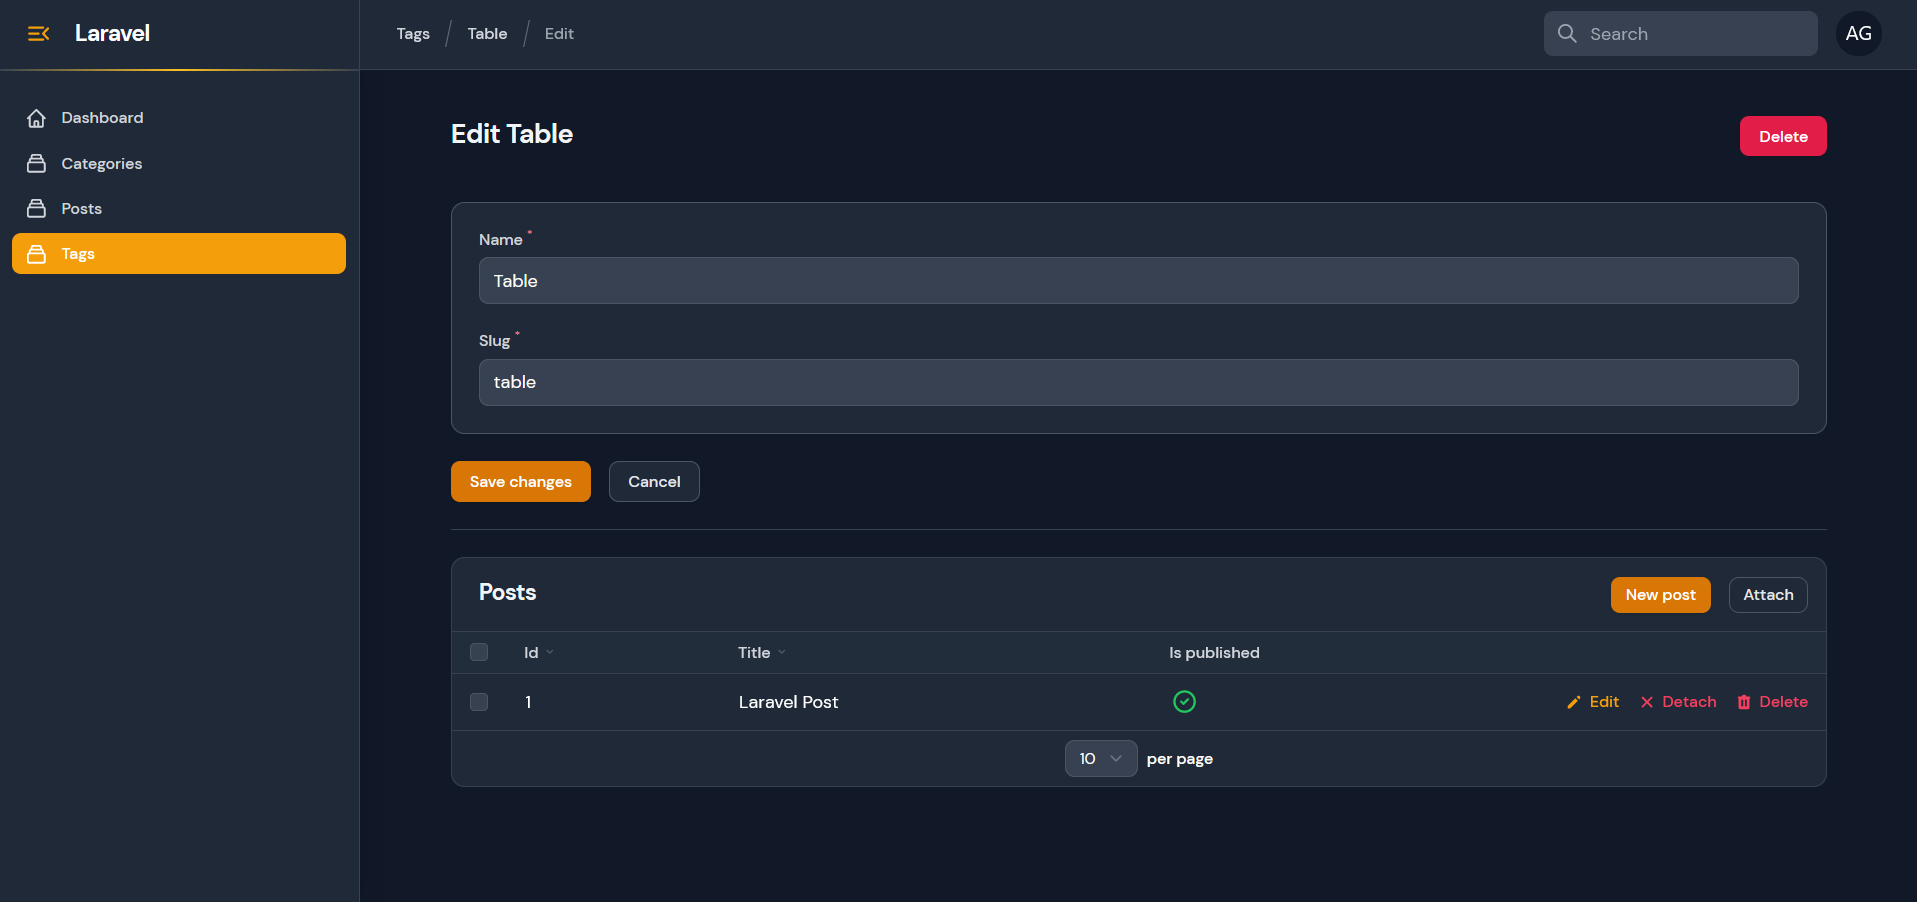 Laravel
Tags / Table / Edit
Search
AG
Dashboard
Categories
Posts
Tags
Edit Table
Delete
Name *
Table
Slug *
table
Save changes
Cancel
Posts
New post
Attach
Id
Title
Is published
1
Laravel Post
Edit
Detach
Delete
10
per page